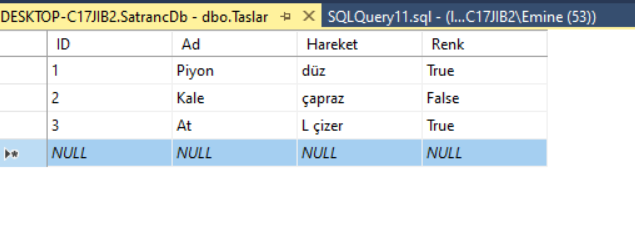 DESKTOP-C17JIB2.SatrancDb - dbo.Taslar SQLQuery11.sql - (l...C17JIB2\Emine (53))
ID Ad Hareket Renk
1 Piyon düz True
2 Kale çapraz False
3 At L çizer True
NULL NULL NULL NULL